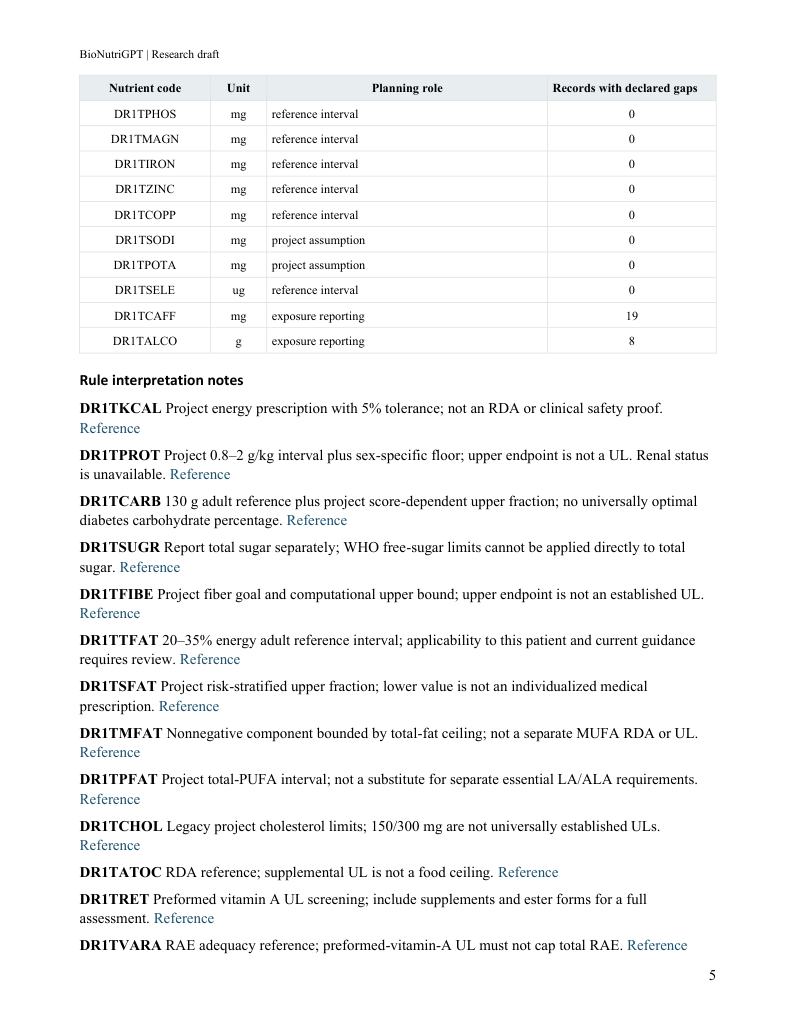 BioNutriGPT | Research draft
Nutrient code Unit Planning role Records with declared gaps
DR1TPHOS mg reference interval 0
DR1TMAGN mg reference interval 0
DR1TIRON mg reference interval 0
DR1TZINC mg reference interval 0
DR1TCOPP mg reference interval 0
DR1TSODI mg project assumption 0
DR1TPOTA mg project assumption 0
DR1TSELE ug reference interval 0
DR1TCAFF mg exposure reporting 19
DR1TALCO g exposure reporting 8
Rule interpretation notes
DR1TKCAL Project energy prescription with 5% tolerance; not an RDA or clinical safety proof.
Reference
DR1TPROT Project 0.8–2 g/kg interval plus sex-specific floor; upper endpoint is not a UL. Renal status
is unavailable. Reference
DR1TCARB 130 g adult reference plus project score-dependent upper fraction; no universally optimal
diabetes carbohydrate percentage. Reference
DR1TSUGR Report total sugar separately; WHO free-sugar limits cannot be applied directly to total
sugar. Reference
DR1TFIBE Project fiber goal and computational upper bound; upper endpoint is not an established UL.
Reference
DR1TTFAT 20–35% energy adult reference interval; applicability to this patient and current guidance
requires review. Reference
DR1TSFAT Project risk-stratified upper fraction; lower value is not an individualized medical
prescription. Reference
DR1TMFAT Nonnegative component bounded by total-fat ceiling; not a separate MUFA RDA or UL.
Reference
DR1TPFAT Project total-PUFA interval; not a substitute for separate essential LA/ALA requirements.
Reference
DR1TCHOL Legacy project cholesterol limits; 150/300 mg are not universally established ULs.
Reference
DR1TATOC RDA reference; supplemental UL is not a food ceiling. Reference
DR1TRET Preformed vitamin A UL screening; include supplements and ester forms for a full
assessment. Reference
DR1TVARA RAE adequacy reference; preformed-vitamin-A UL must not cap total RAE. Reference
5